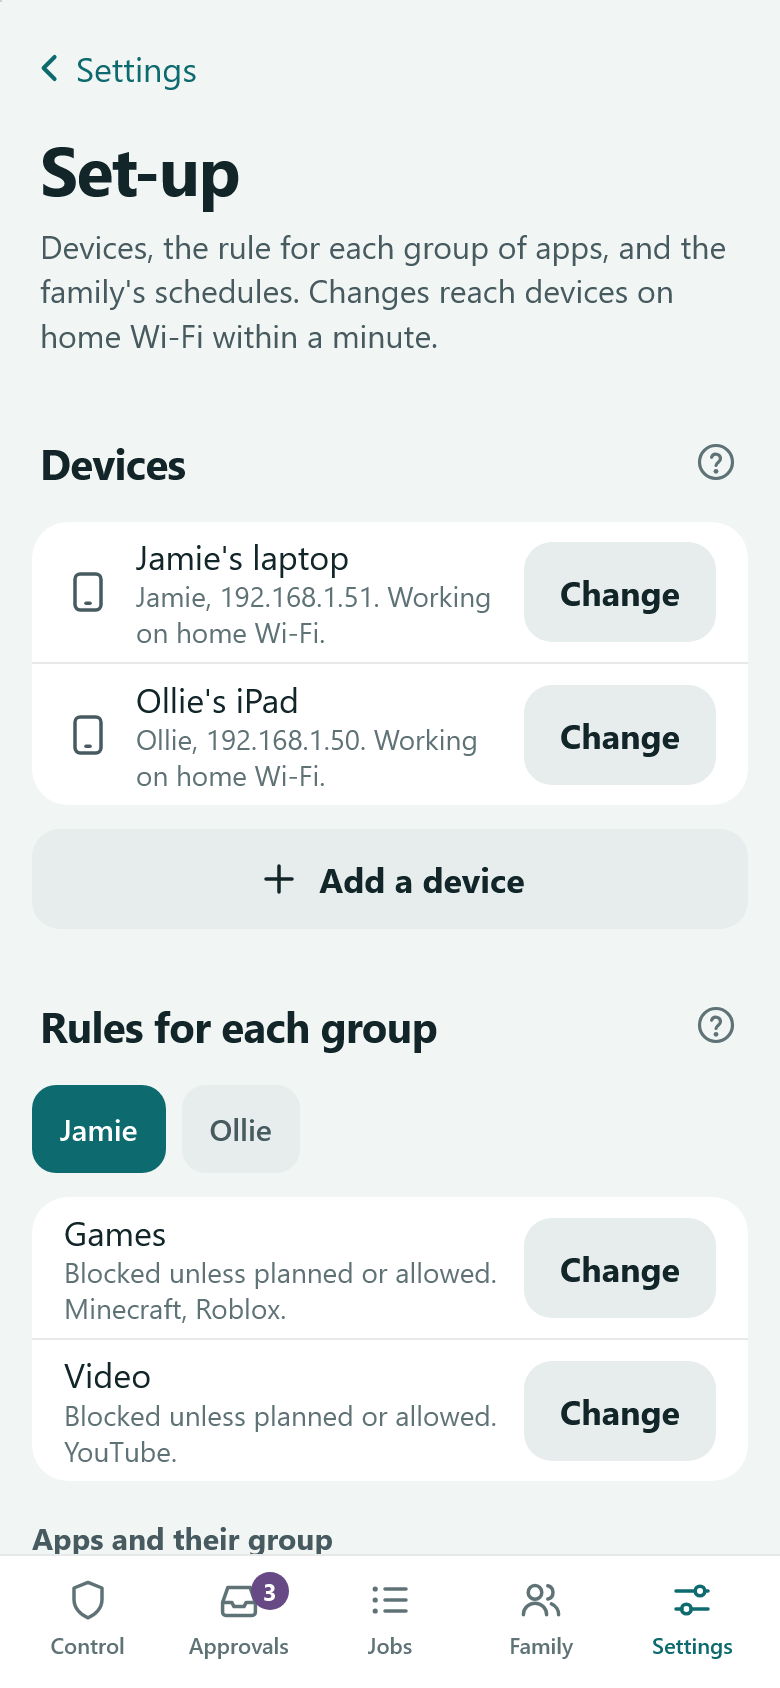 Settings
Set-up
Devices, the rule for each group of apps, and the
family's schedules. Changes reach devices on
home Wi-Fi within a minute.
Devices
Jamie's laptop
Jamie, 192.168.1.51. Working
on home Wi-Fi.
Change
Ollie's iPad
Ollie, 192.168.1.50. Working
on home Wi-Fi.
Change
Add a device
Rules for each group
Jamie
Ollie
Games
Blocked unless planned or allowed.
Minecraft, Roblox.
Change
Video
Blocked unless planned or allowed.
YouTube.
Change
Apps and their group
3
Control
Approvals
Jobs
Family
Settings